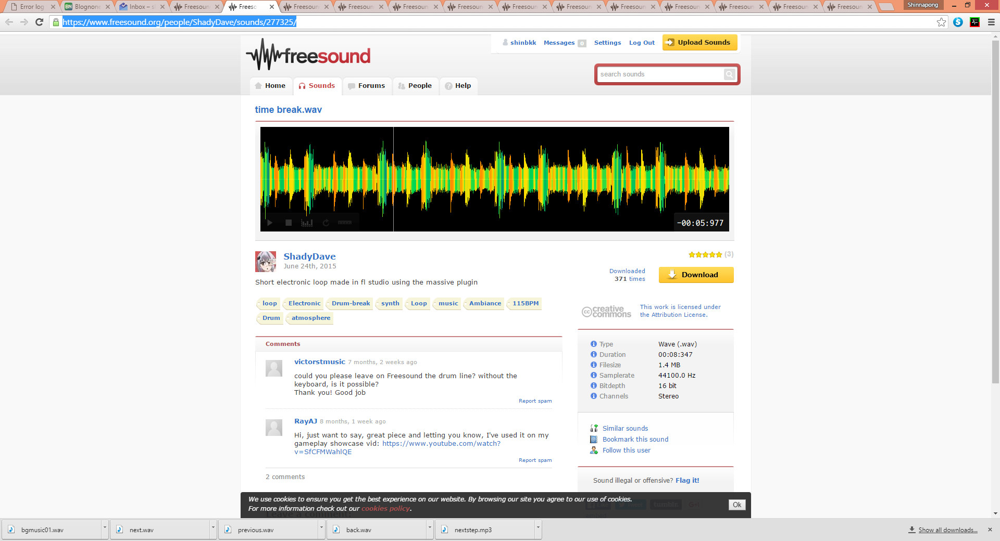 Error log
Blognone
Inbox – s
Freesoun
Freeso
Freesoun
Freesoun
Freesoun
Freesoun
Freesoun
Freesoun
Freesoun
Freesoun
Freesoun
Freesoun
Freesoun
Shinnapong
https://www.freesound.org/people/ShadyDave/sounds/277325/
freesound
shinbkk Messages 0 Settings Log Out Upload Sounds
search sounds
Home Sounds Forums People Help
time break.wav
-00:05:977
ShadyDave
June 24th, 2015
(3)
Downloaded
371 times
Download
Short electronic loop made in fl studio using the massive plugin
loop Electronic Drum-break synth Loop music Ambiance 115BPM
Drum atmosphere
cc creative commons
This work is licensed under
the Attribution License.
Comments
victorstmusic 7 months, 2 weeks ago
could you please leave on Freesound the drum line? without the
keyboard, is it possible?
Thank you! Good job
Report spam
RayAJ 8 months, 1 week ago
Hi, just want to say, great piece and letting you know, I've used it on my
gameplay showcase vid: https://www.youtube.com/watch?
v=SfCFMWahlQE
Report spam
2 comments
Type Wave (.wav)
Duration 00:08:347
Filesize 1.4 MB
Samplerate 44100.0 Hz
Bitdepth 16 bit
Channels Stereo
Similar sounds
Bookmark this sound
Follow this user
Sound illegal or offensive? Flag it!
We use cookies to ensure you get the best experience on our website. By browsing our site you agree to our use of cookies.
For more information check out our cookies policy.
Ok
tumblr.
Leave a comment:
bgmusic01.wav
next.wav
previous.wav
back.wav
nextstep.mp3
Show all downloads...